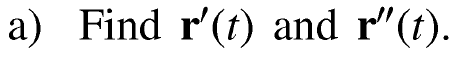 a) Find r′(t) and r″(t).